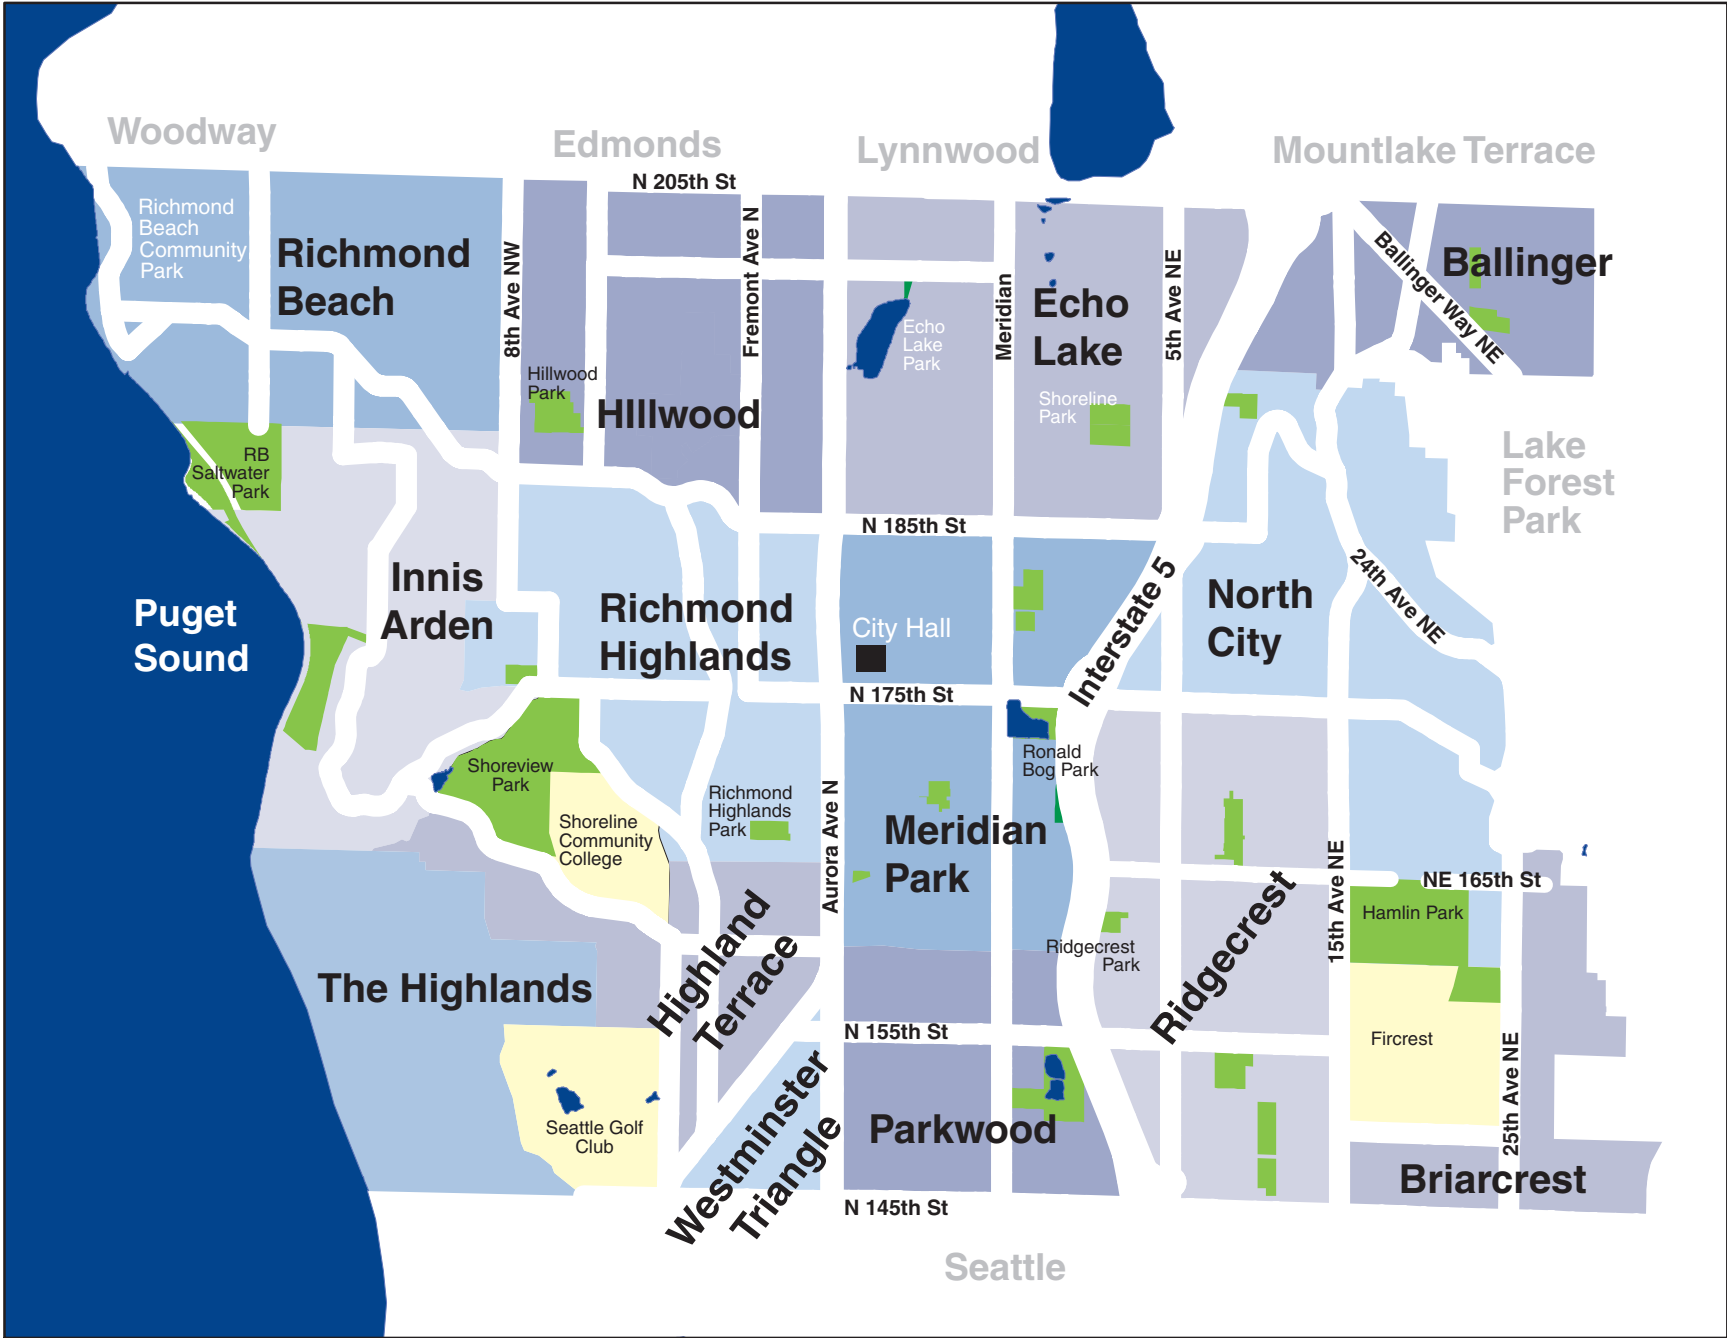 Woodway
Edmonds
Lynnwood
Mountlake Terrace
N 205th St
Richmond
Beach
Community
Park
Richmond
Beach
8th Ave NW
Fremont Ave N
Meridian
5th Ave NE
Ballinger Way NE
Ballinger
Echo
Lake
Echo
Lake
Park
Hillwood
Park
HIllwood
Shoreline
Park
Lake
Forest
Park
RB
Saltwater
Park
N 185th St
Innis
Arden
Richmond
Highlands
City Hall
Interstate 5
North
City
24th Ave NE
Puget
Sound
N 175th St
Ronald
Bog Park
Shoreview
Park
Richmond
Highlands
Park
Shoreline
Community
College
Aurora Ave N
Meridian
Park
15th Ave NE
NE 165th St
Hamlin Park
Ridgecrest
Park
Ridgecrest
The Highlands
Highland
Terrace
N 155th St
Fircrest
25th Ave NE
Seattle Golf
Club
Westminster
Triangle
Parkwood
Briarcrest
N 145th St
Seattle